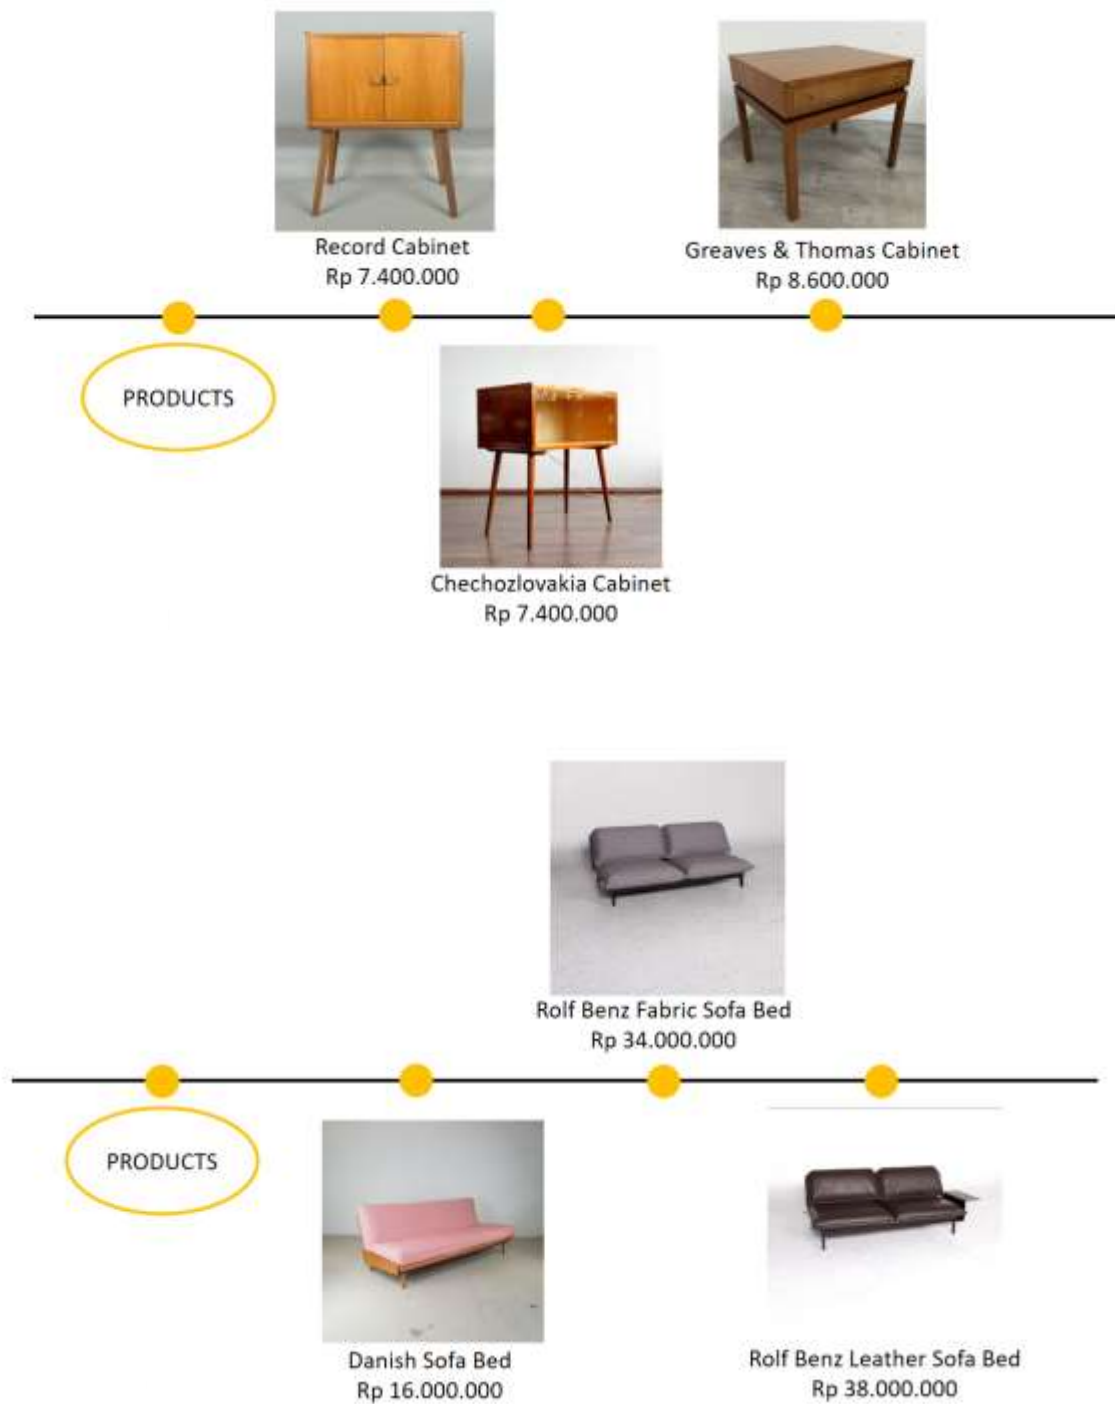 Record Cabinet
Rp 7.400.000
Greaves & Thomas Cabinet
Rp 8.600.000
PRODUCTS
Chechozlovakia Cabinet
Rp 7.400.000
Rolf Benz Fabric Sofa Bed
Rp 34.000.000
PRODUCTS
Danish Sofa Bed
Rp 16.000.000
Rolf Benz Leather Sofa Bed
Rp 38.000.000